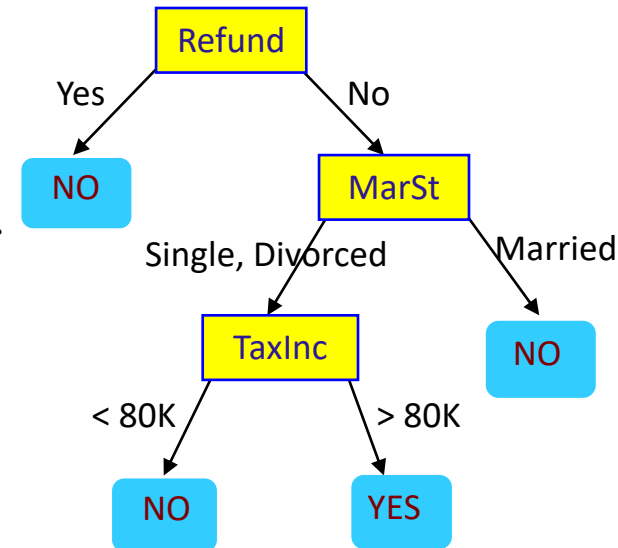 Refund
Yes
No
NO
MarSt
Single, Divorced
Married
TaxInc
NO
< 80K
> 80K
NO
YES